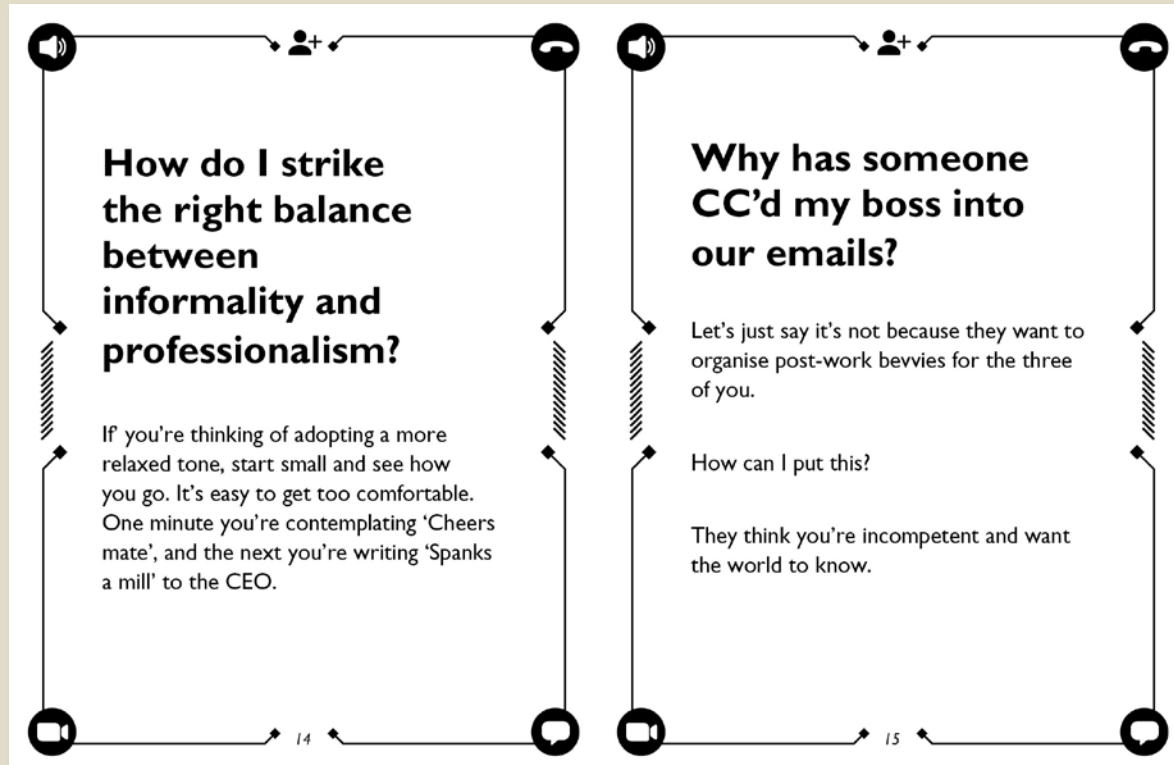 How do I strike
the right balance
between
informality and
professionalism?
If you're thinking of adopting a more
relaxed tone, start small and see how
you go. It's easy to get too comfortable.
One minute you're contemplating ‘Cheers
mate’, and the next you're writing ‘Spanks
a mill’ to the CEO.
14
Why has someone
CC’d my boss into
our emails?
Let’s just say it’s not because they want to
organise post-work bevvies for the three
of you.
How can I put this?
They think you’re incompetent and want
the world to know.
15